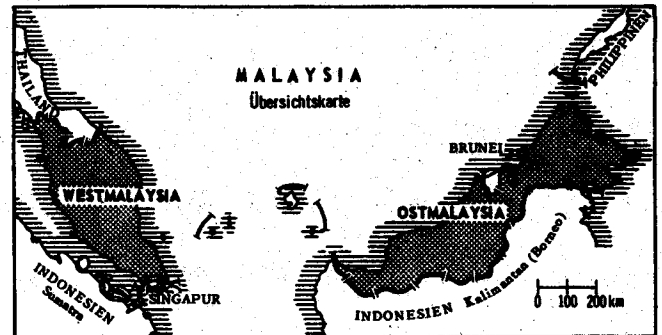 MALAYSIA
Übersichtskarte
THAILAND
PHILIPPINEN
BRUNEI
WESTMALAYSIA
OSTMALAYSIA
INDONESIEN
Sumatra
SINGAPUR
INDONESIEN Kalimantan (Borneo)
0 100 200 km